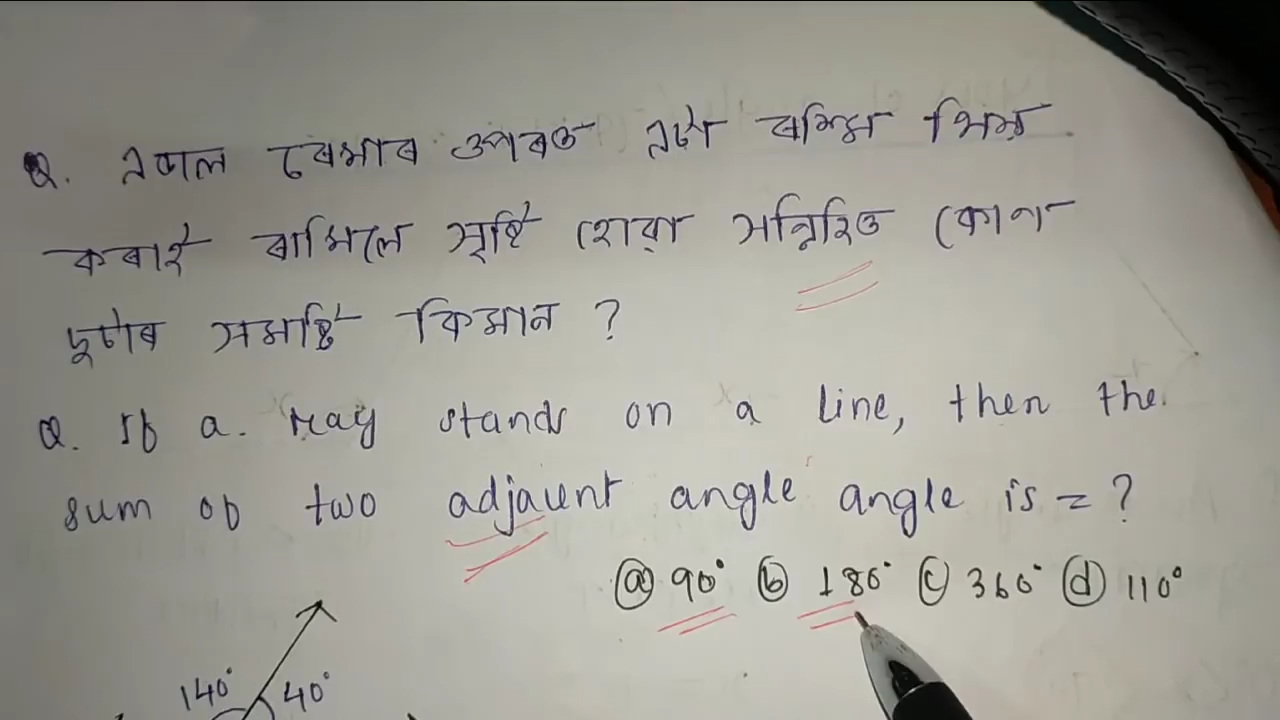 Q. এডাল ৰেখাৰ ওপৰত এটা ৰশ্মি থিয়
কৰাই ৰাখিলে সৃষ্টি হোৱা সন্নিহিত কোণ
দুটাৰ সমষ্টি কিমান ?
Q. If a. ray stands on a line, then the
sum of two adjacent angle angle is = ?
ⓐ 90° ⓑ 180° ⓒ 360° ⓓ 110°
140° 40°